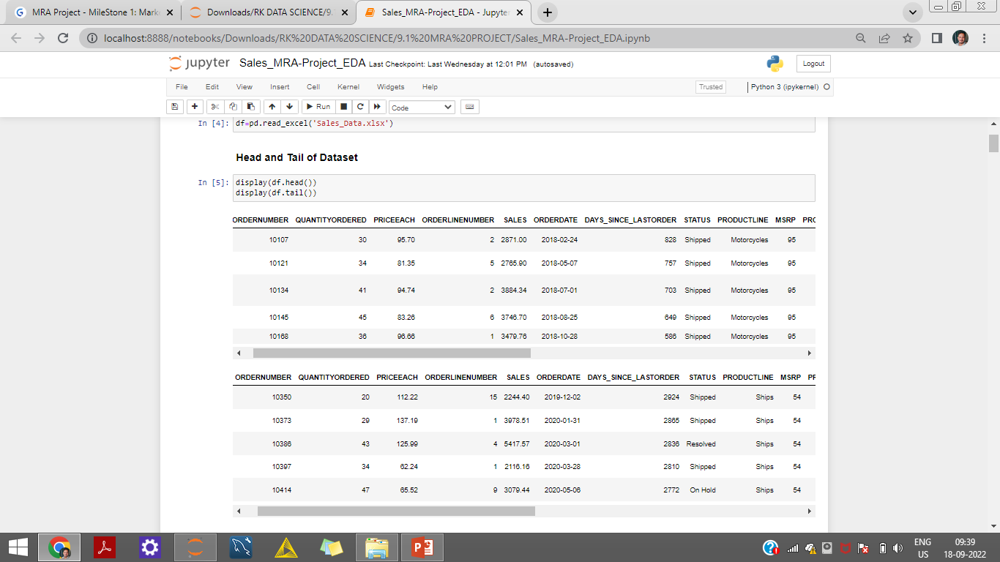 MRA Project - MileStone 1: Mark
Downloads/RK DATA SCIENCE/9.
Sales_MRA-Project_EDA - Jupyter
localhost:8888/notebooks/Downloads/RK%20DATA%20SCIENCE/9.1%20MRA%20PROJECT/Sales_MRA-Project_EDA.ipynb
jupyter Sales_MRA-Project_EDA Last Checkpoint: Last Wednesday at 12:01 PM (autosaved)
Logout
File Edit View Insert Cell Kernel Widgets Help
Trusted
Python 3 (ipykernel)
Run
Code
In [4]: df=pd.read_excel('Sales_Data.xlsx')
Head and Tail of Dataset
In [5]: display(df.head())
display(df.tail())
ORDERNUMBER QUANTITYORDERED PRICEEACH ORDERLINENUMBER SALES ORDERDATE DAYS_SINCE_LASTORDER STATUS PRODUCTLINE MSRP PRO
10107 30 95.70 2 2871.00 2018-02-24 828 Shipped Motorcycles 95
10121 34 81.35 5 2765.90 2018-05-07 757 Shipped Motorcycles 95
10134 41 94.74 2 3884.34 2018-07-01 703 Shipped Motorcycles 95
10145 45 83.26 6 3746.70 2018-08-25 649 Shipped Motorcycles 95
10168 36 96.66 1 3479.76 2018-10-28 586 Shipped Motorcycles 95
ORDERNUMBER QUANTITYORDERED PRICEEACH ORDERLINENUMBER SALES ORDERDATE DAYS_SINCE_LASTORDER STATUS PRODUCTLINE MSRP PR
10350 20 112.22 15 2244.40 2019-12-02 2924 Shipped Ships 54
10373 29 137.19 1 3978.51 2020-01-31 2865 Shipped Ships 54
10386 43 125.99 4 5417.57 2020-03-01 2836 Resolved Ships 54
10397 34 62.24 1 2116.16 2020-03-28 2810 Shipped Ships 54
10414 47 65.52 9 3079.44 2020-05-06 2772 On Hold Ships 54
ENG 09:39
US 18-09-2022